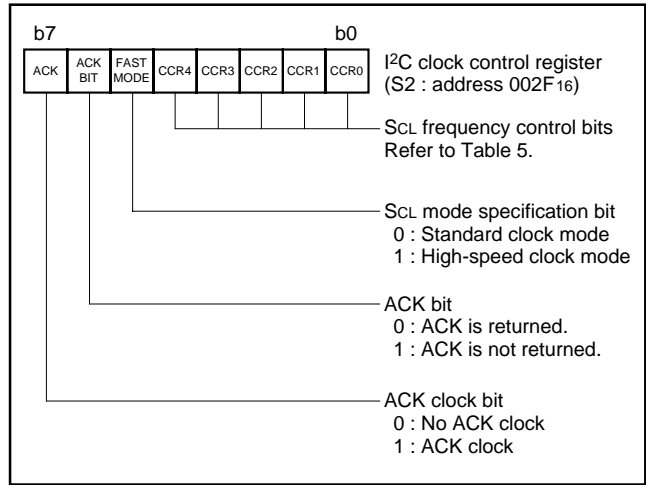 b7 b0
ACK ACK BIT FAST MODE CCR4 CCR3 CCR2 CCR1 CCR0
I2C clock control register
(S2 : address 002F16)
SCL frequency control bits
Refer to Table 5.
SCL mode specification bit
0 : Standard clock mode
1 : High-speed clock mode
ACK bit
0 : ACK is returned.
1 : ACK is not returned.
ACK clock bit
0 : No ACK clock
1 : ACK clock